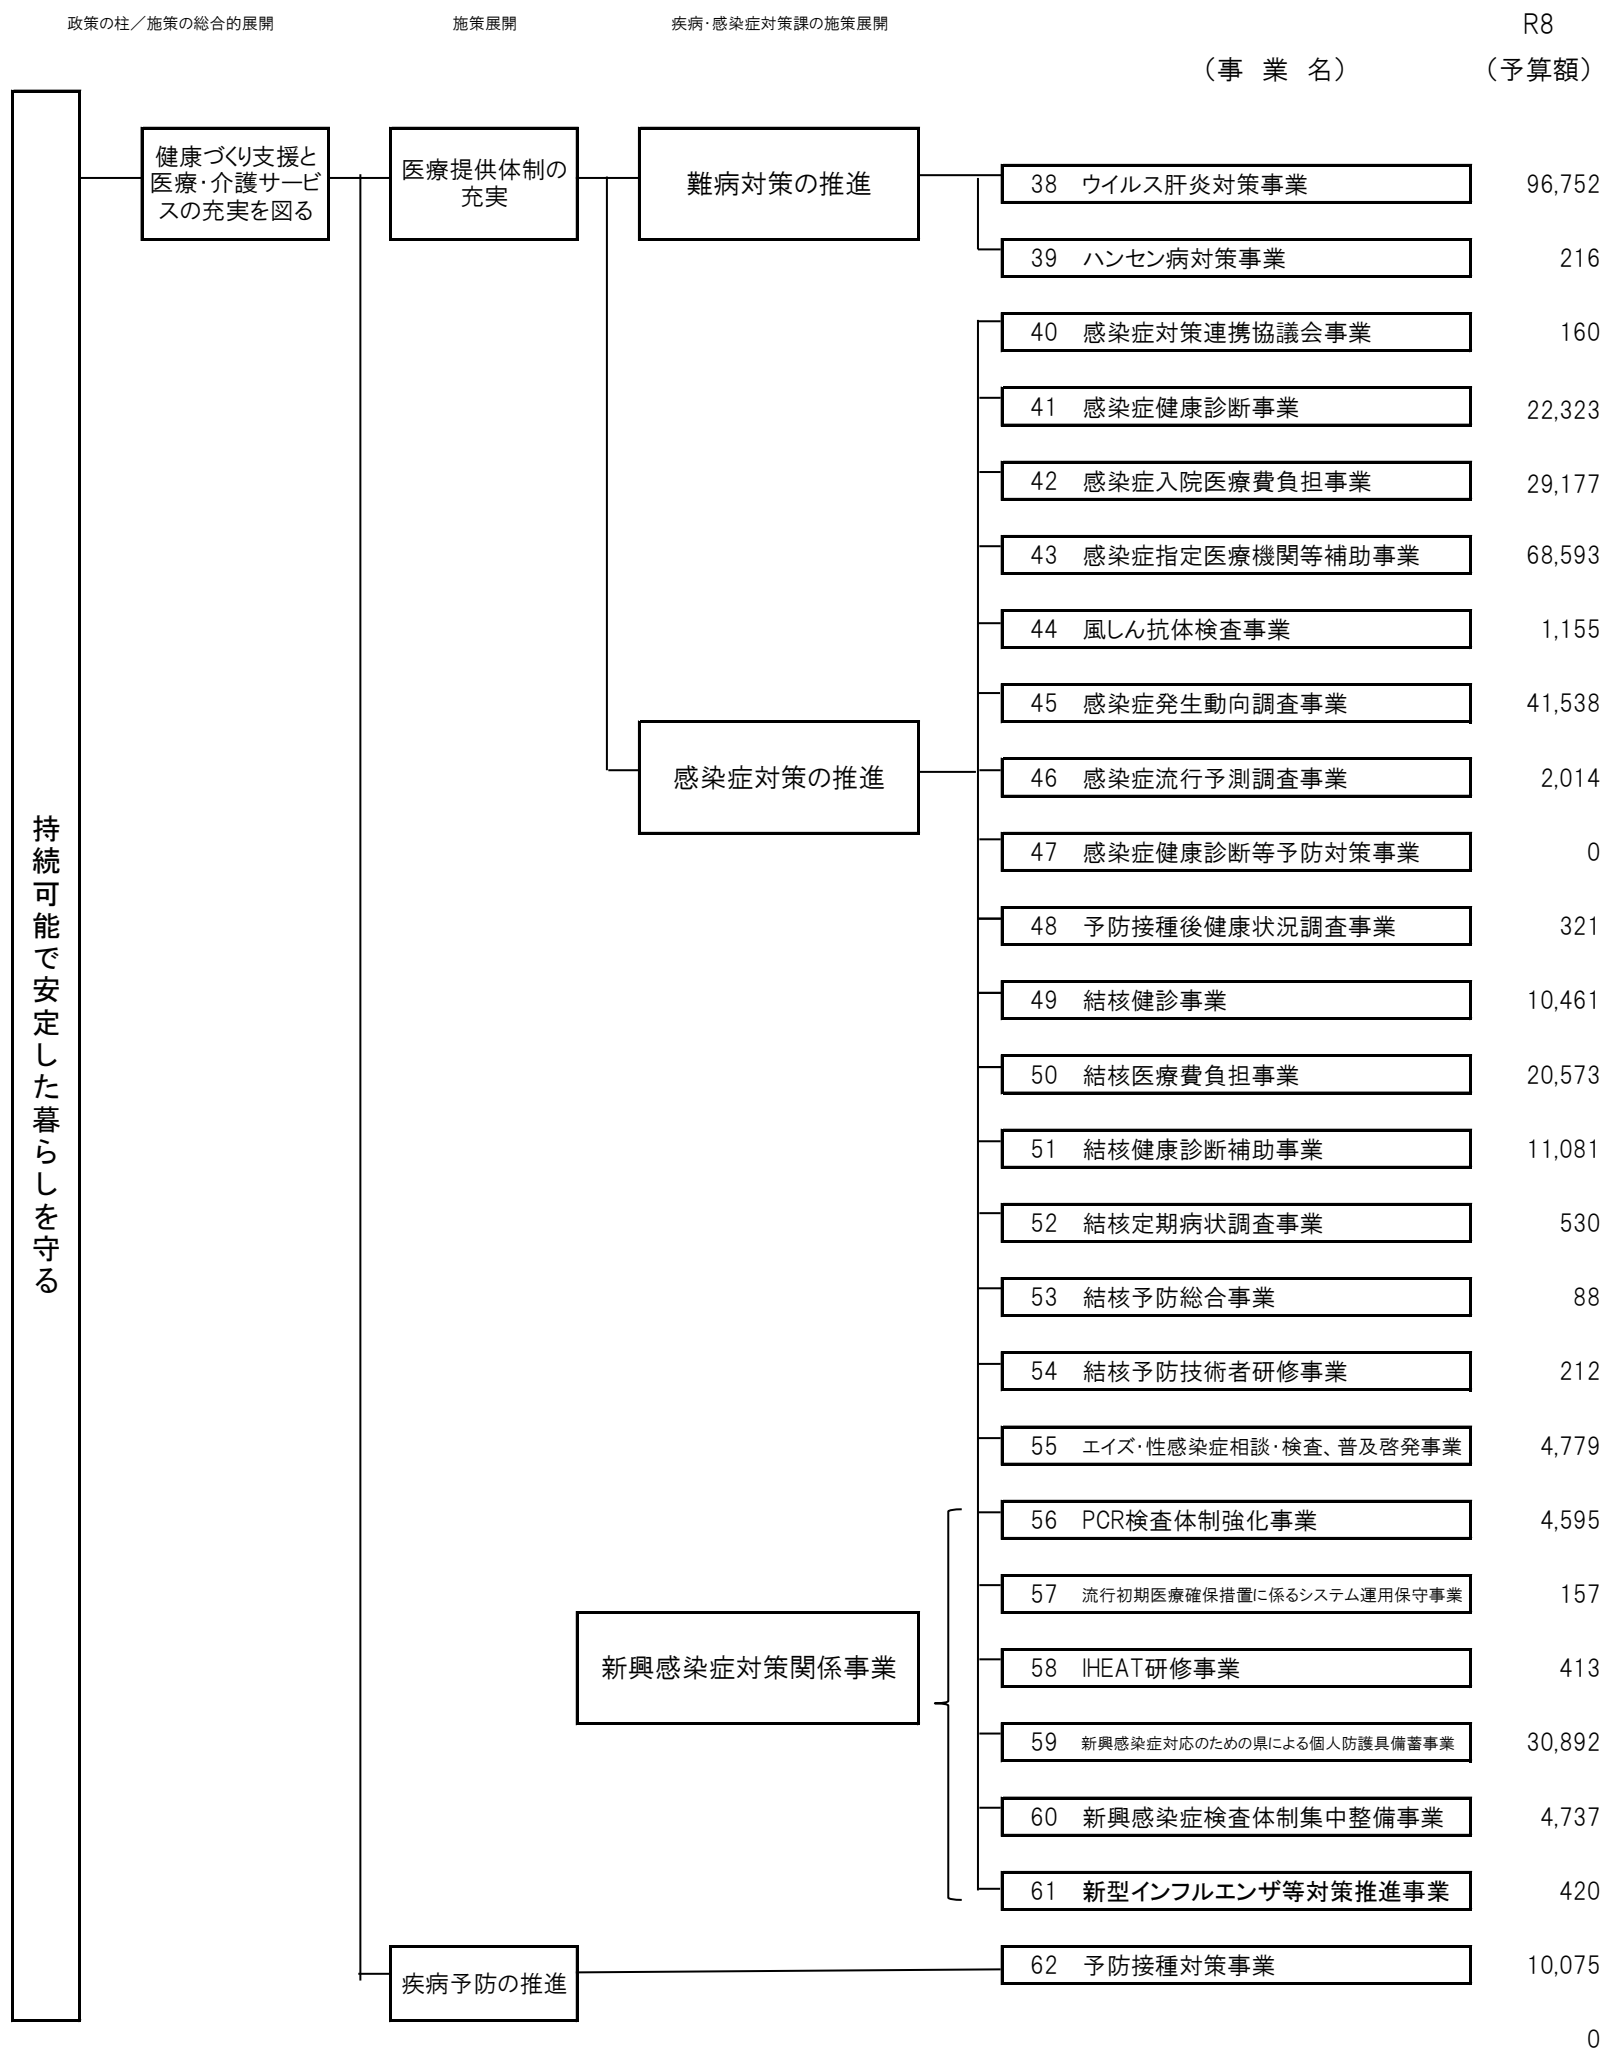 政策の柱／施策の総合的展開　施策展開　疾病・感染症対策課の施策展開　R8
（事　業　名）　（予算額）
持続可能で安定した暮らしを守る
健康づくり支援と
医療・介護サービ
スの充実を図る
医療提供体制の
充実
難病対策の推進
38　ウイルス肝炎対策事業　96,752
39　ハンセン病対策事業　216
40　感染症対策連携協議会事業　160
41　感染症健康診断事業　22,323
42　感染症入院医療費負担事業　29,177
43　感染症指定医療機関等補助事業　68,593
44　風しん抗体検査事業　1,155
45　感染症発生動向調査事業　41,538
感染症対策の推進
46　感染症流行予測調査事業　2,014
47　感染症健康診断等予防対策事業　0
48　予防接種後健康状況調査事業　321
49　結核健診事業　10,461
50　結核医療費負担事業　20,573
51　結核健康診断補助事業　11,081
52　結核定期病状調査事業　530
53　結核予防総合事業　88
54　結核予防技術者研修事業　212
55　エイズ・性感染症相談・検査、普及啓発事業　4,779
56　PCR検査体制強化事業　4,595
57　流行初期医療確保措置に係るシステム運用保守事業　157
新興感染症対策関係事業
58　IHEAT研修事業　413
59　新興感染症対応のための県による個人防護具備蓄事業　30,892
60　新興感染症検査体制集中整備事業　4,737
61　新型インフルエンザ等対策推進事業　420
疾病予防の推進
62　予防接種対策事業　10,075
0